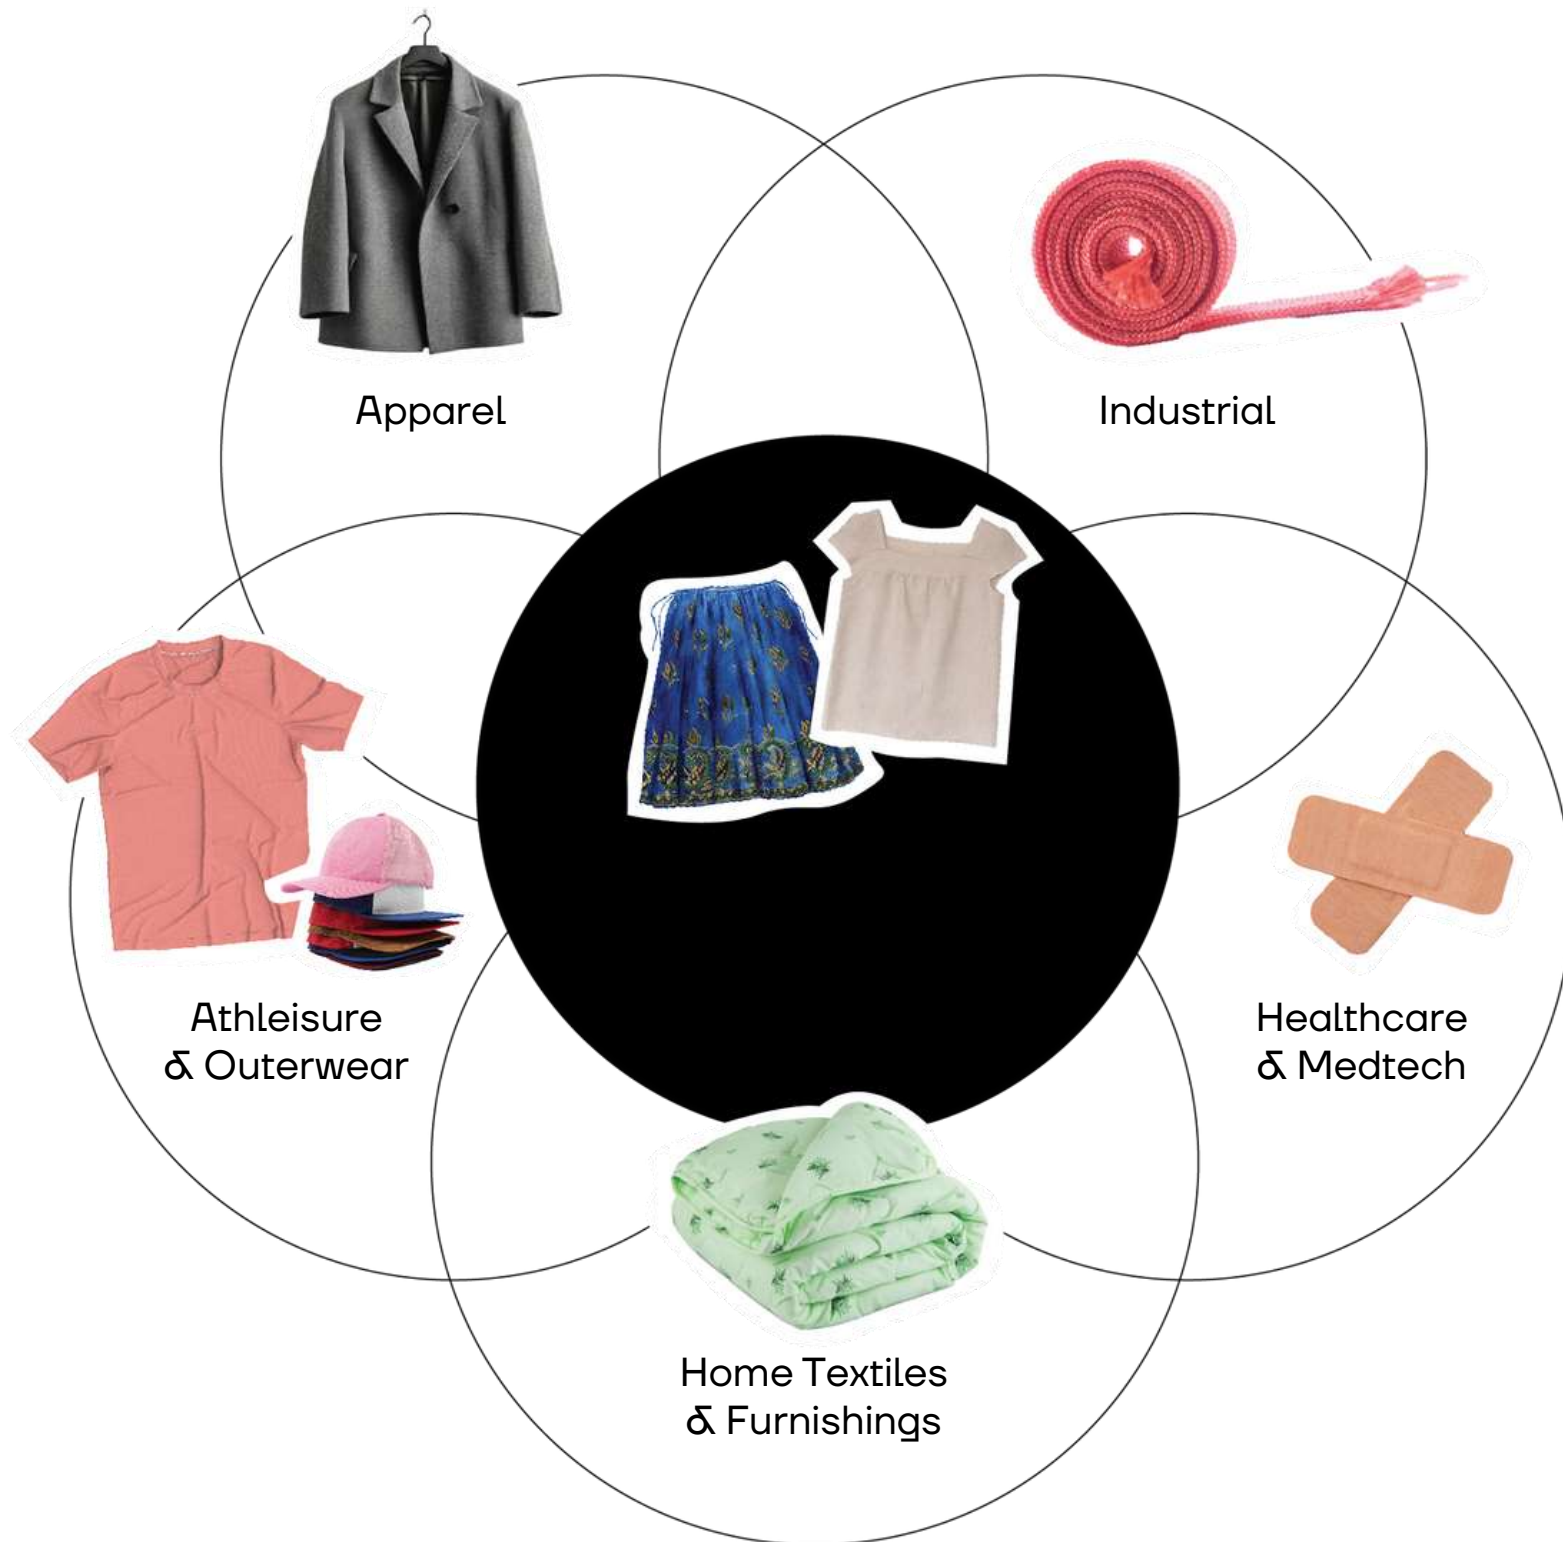 Apparel
Industrial
Athleisure
& Outerwear
Healthcare
& Medtech
Home Textiles
& Furnishings